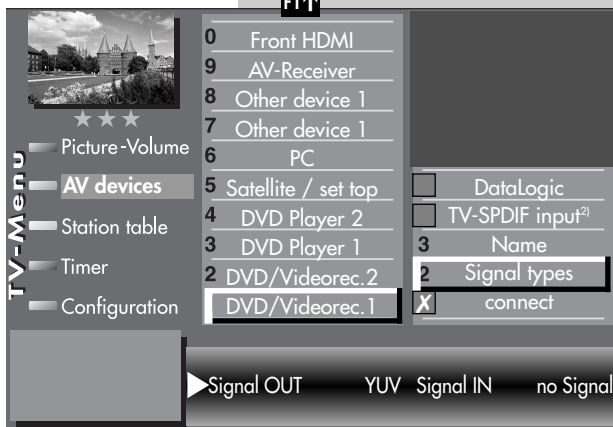 TV-Menu
Picture-Volume
AV devices
Station table
Timer
Configuration
0 Front HDMI
9 AV-Receiver
8 Other device 1
7 Other device 1
6 PC
5 Satellite / set top
4 DVD Player 2
3 DVD Player 1
2 DVD/Videorec.2
DVD/Videorec.1
DataLogic
TV-SPDIF input2)
3 Name
2 Signal types
X connect
Signal OUT YUV Signal IN no Signal